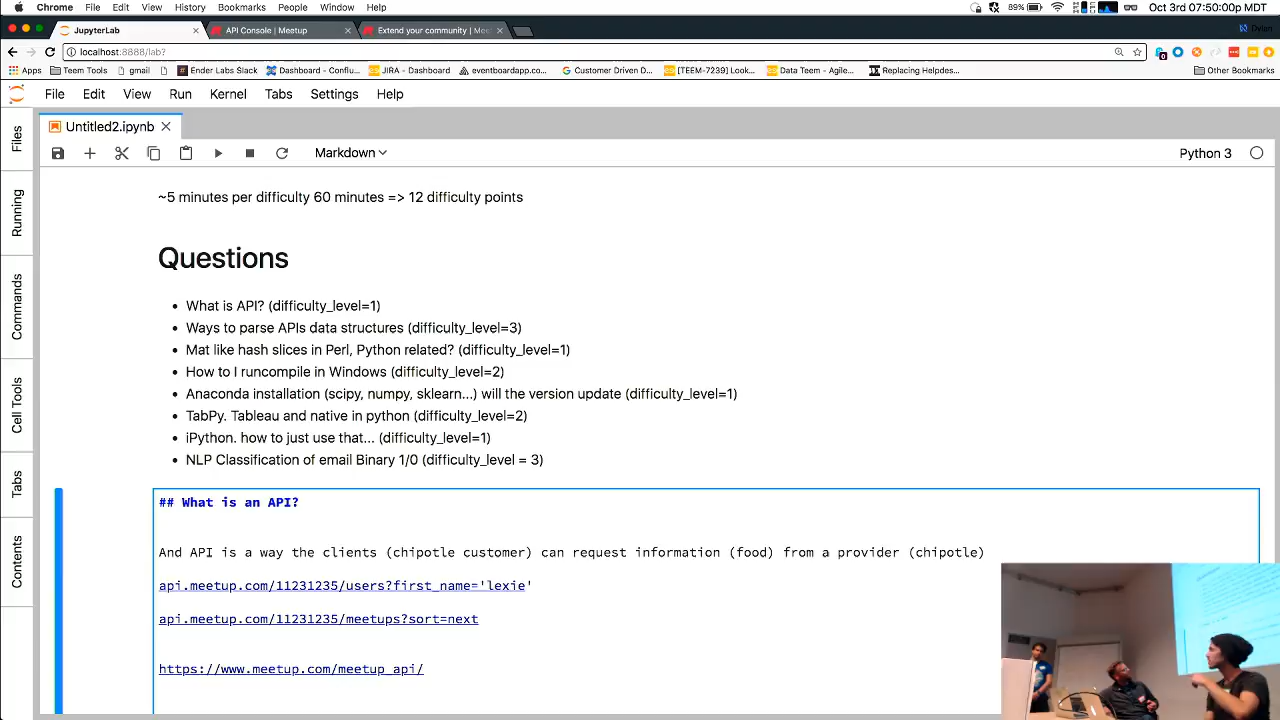 Chrome File Edit View History Bookmarks People Window Help 89% Oct 3rd 07:50:00pm MDT
JupyterLab API Console | Meetup Extend your community | Mee Dylan
localhost:8888/lab?
Apps Teem Tools gmail Ender Labs Slack Dashboard - Conflu... JIRA - Dashboard eventboardapp.co... Customer Driven D... [TEEM-7239] Look... Data Teem - Agile... Replacing Helpdes... Other Bookmarks
File Edit View Run Kernel Tabs Settings Help
Untitled2.ipynb
Markdown Python 3
Files
Running
Commands
Cell Tools
Tabs
Contents
~5 minutes per difficulty 60 minutes => 12 difficulty points
Questions
• What is API? (difficulty_level=1)
• Ways to parse APIs data structures (difficulty_level=3)
• Mat like hash slices in Perl, Python related? (difficulty_level=1)
• How to I runcompile in Windows (difficulty_level=2)
• Anaconda installation (scipy, numpy, sklearn...) will the version update (difficulty_level=1)
• TabPy. Tableau and native in python (difficulty_level=2)
• iPython. how to just use that... (difficulty_level=1)
• NLP Classification of email Binary 1/0 (difficulty_level = 3)
## What is an API?
And API is a way the clients (chipotle customer) can request information (food) from a provider (chipotle)
api.meetup.com/11231235/users?first_name='lexie'
api.meetup.com/11231235/meetups?sort=next
https://www.meetup.com/meetup_api/